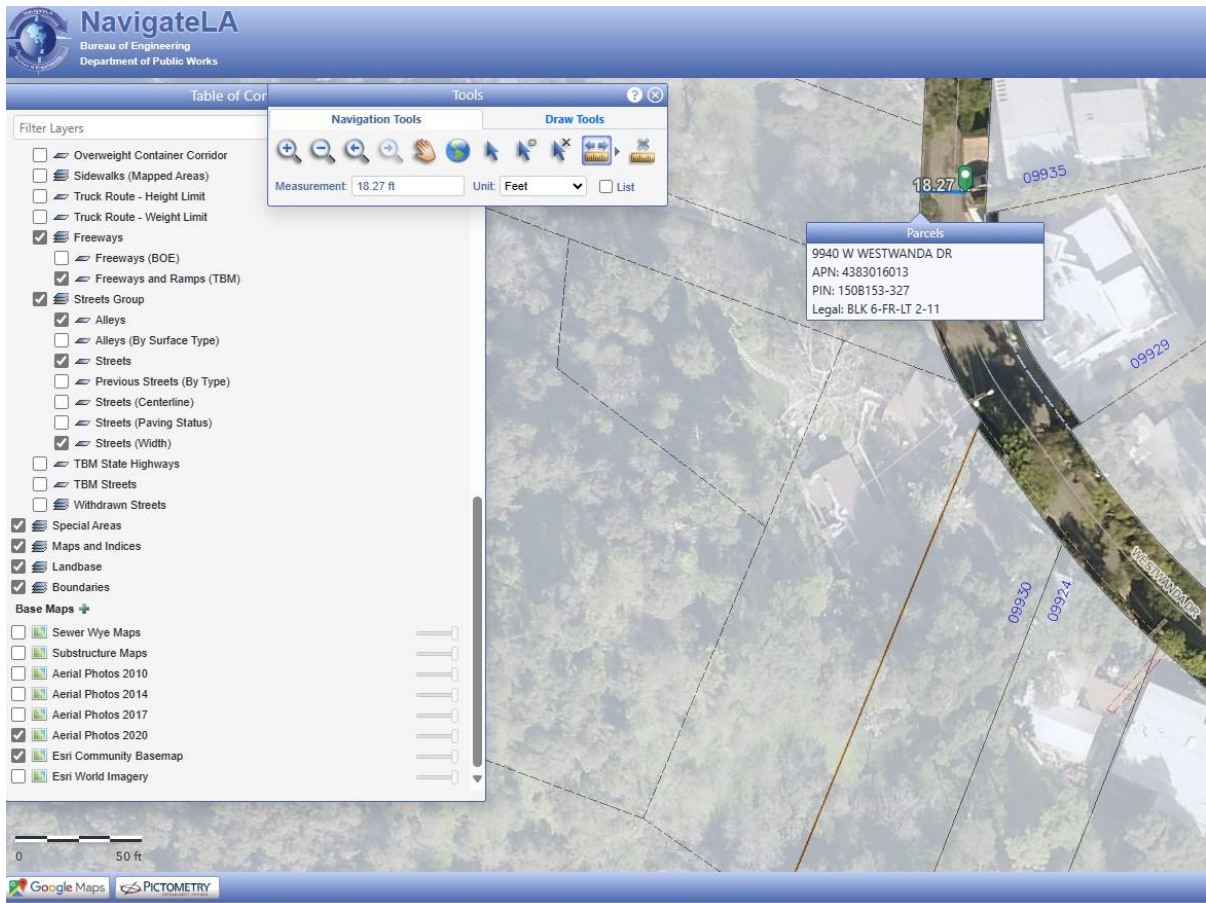 NavigateLA
Bureau of Engineering
Department of Public Works
Table of Cor
Filter Layers
Overweight Container Corridor
Sidewalks (Mapped Areas)
Truck Route - Height Limit
Truck Route - Weight Limit
Freeways
Freeways (BOE)
Freeways and Ramps (TBM)
Streets Group
Alleys
Alleys (By Surface Type)
Streets
Previous Streets (By Type)
Streets (Centerline)
Streets (Paving Status)
Streets (Width)
TBM State Highways
TBM Streets
Withdrawn Streets
Special Areas
Maps and Indices
Landbase
Boundaries
Base Maps
Sewer Wye Maps
Substructure Maps
Aerial Photos 2010
Aerial Photos 2014
Aerial Photos 2017
Aerial Photos 2020
Esri Community Basemap
Esri World Imagery
Tools
Navigation Tools Draw Tools
Measurement: 18.27 ft Unit: Feet List
18.27
09935
Parcels
9940 W WESTWANDA DR
APN: 4383016013
PIN: 150B153-327
Legal: BLK 6-FR-LT 2-11
09929
WESTWANDA DR
09930
09924
0 50 ft
Google Maps PICTOMETRY